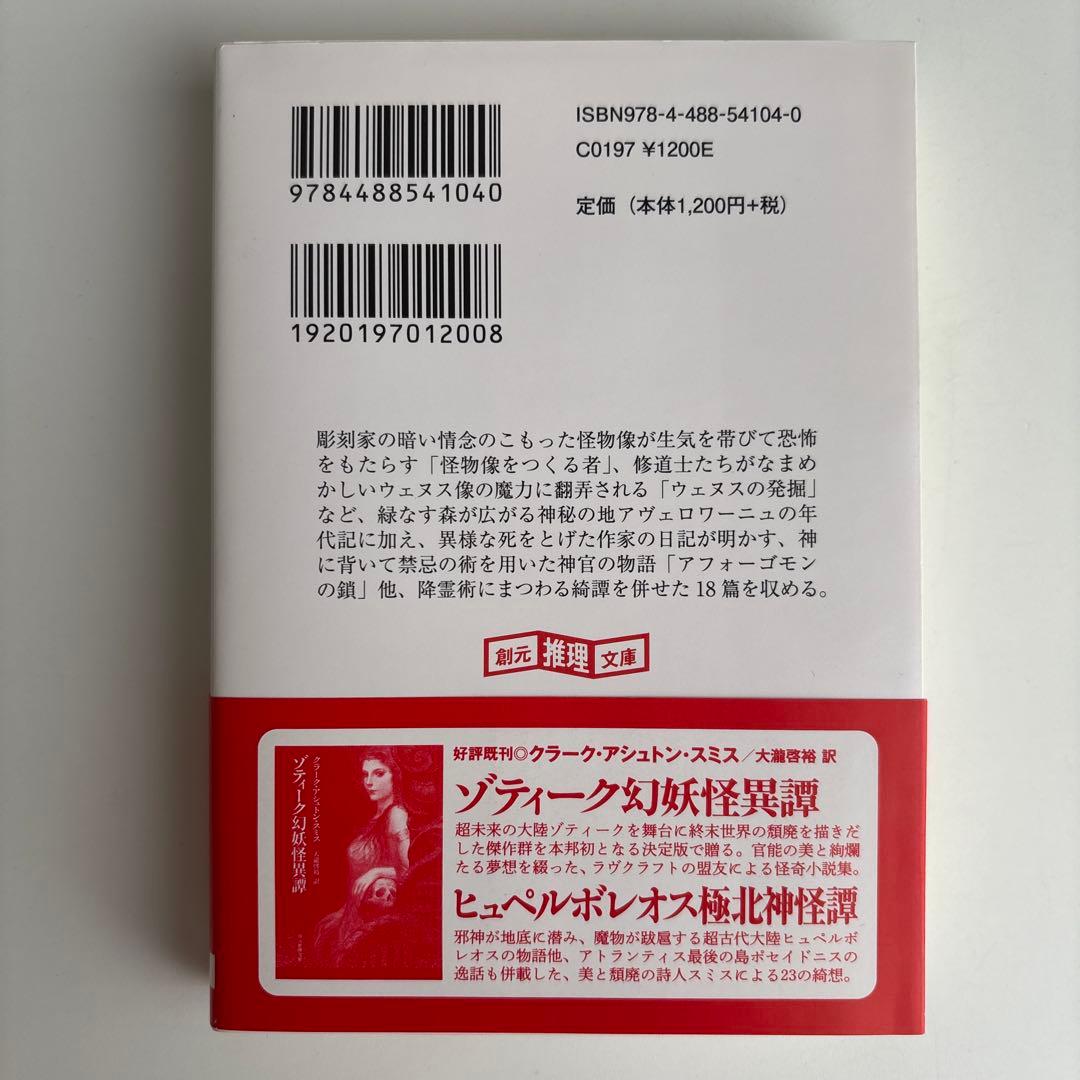 ISBN978-4-488-54104-0
C0197 ¥1200E
9784488541040
定価（本体1,200円+税）
1920197012008
彫刻家の暗い情念のこもった怪物像が生気を帯びて恐怖
をもたらす「怪物像をつくる者」、修道士たちがなまめ
かしいウェヌス像の魔力に翻弄される「ウェヌスの発掘」
など、緑なす森が広がる神秘の地アヴェロワーニュの年
代記に加え、異様な死をとげた作家の日記が明かす、神
に背いて禁忌の術を用いた神官の物語「アフォーゴモン
の鎖」他、降霊術にまつわる綺譚を併せた18篇を収める。
創元推理文庫
好評既刊◎クラーク・アシュトン・スミス／大瀧啓裕 訳
ゾティーク幻妖怪異譚
超未来の大陸ゾティークを舞台に終末世界の頽廃を描きだ
した傑作群を本邦初となる決定版で贈る。官能の美と絢爛
たる夢想を綴った、ラヴクラフトの盟友による怪奇小説集。
ヒュペルボレオス極北神怪譚
邪神が地底に潜み、魔物が跋扈する超古代大陸ヒュペルボ
レオスの物語他、アトランティス最後の島ポセイドニスの
逸話も併載した、美と頽廃の詩人スミスによる23の綺想。
クラーク・アシュトン・スミス
ゾティーク幻妖怪異譚
大瀧啓裕 訳